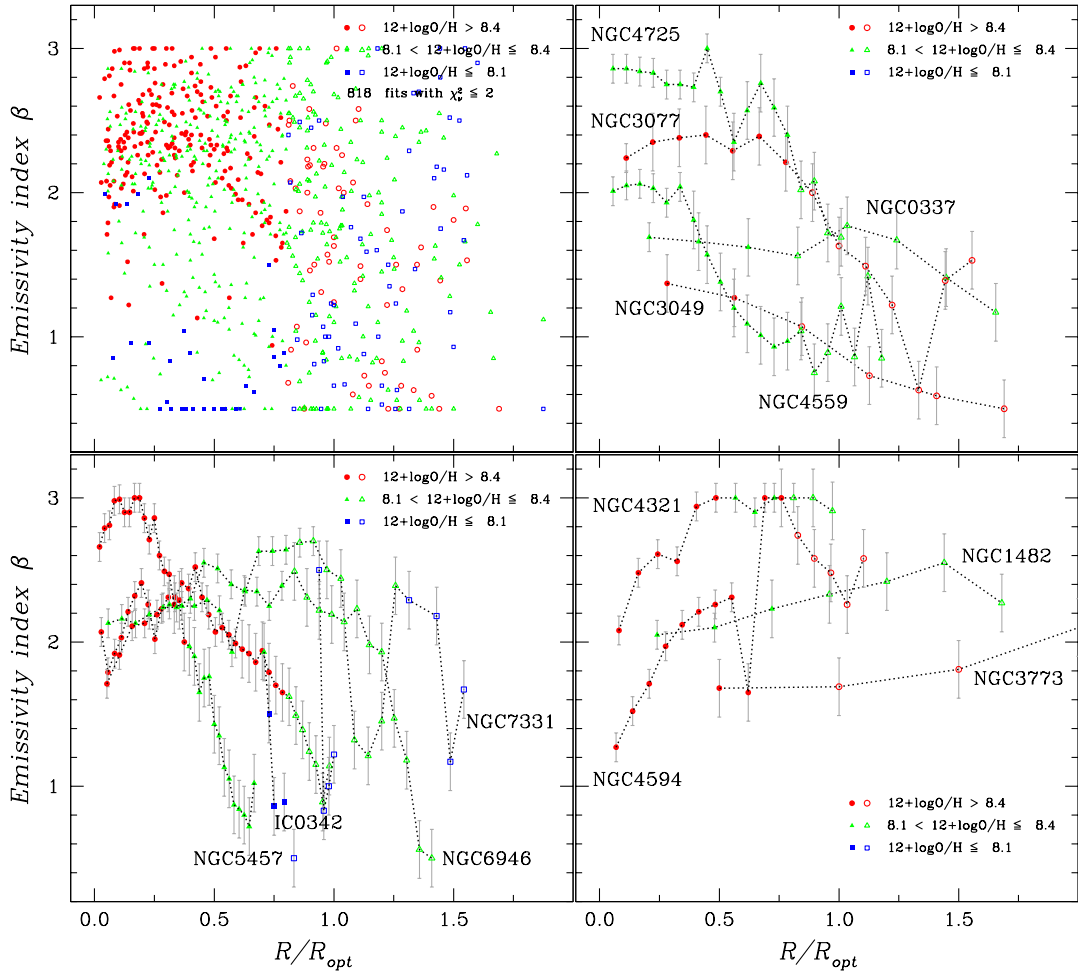 12+logO/H > 8.4
8.1 < 12+logO/H ≦ 8.4
12+logO/H ≦ 8.1
818 fits with χ²ᵥ ≦ 2
3
2
1
Emissivity index β
NGC4725
NGC3077
NGC0337
NGC3049
NGC4559
12+logO/H > 8.4
8.1 < 12+logO/H ≦ 8.4
12+logO/H ≦ 8.1
12+logO/H > 8.4
8.1 < 12+logO/H ≦ 8.4
12+logO/H ≦ 8.1
3
2
1
Emissivity index β
NGC7331
IC0342
NGC5457
NGC6946
0.0 0.5 1.0 1.5
R/R_opt
NGC4321
NGC1482
NGC3773
NGC4594
12+logO/H > 8.4
8.1 < 12+logO/H ≦ 8.4
12+logO/H ≦ 8.1
0.0 0.5 1.0 1.5
R/R_opt